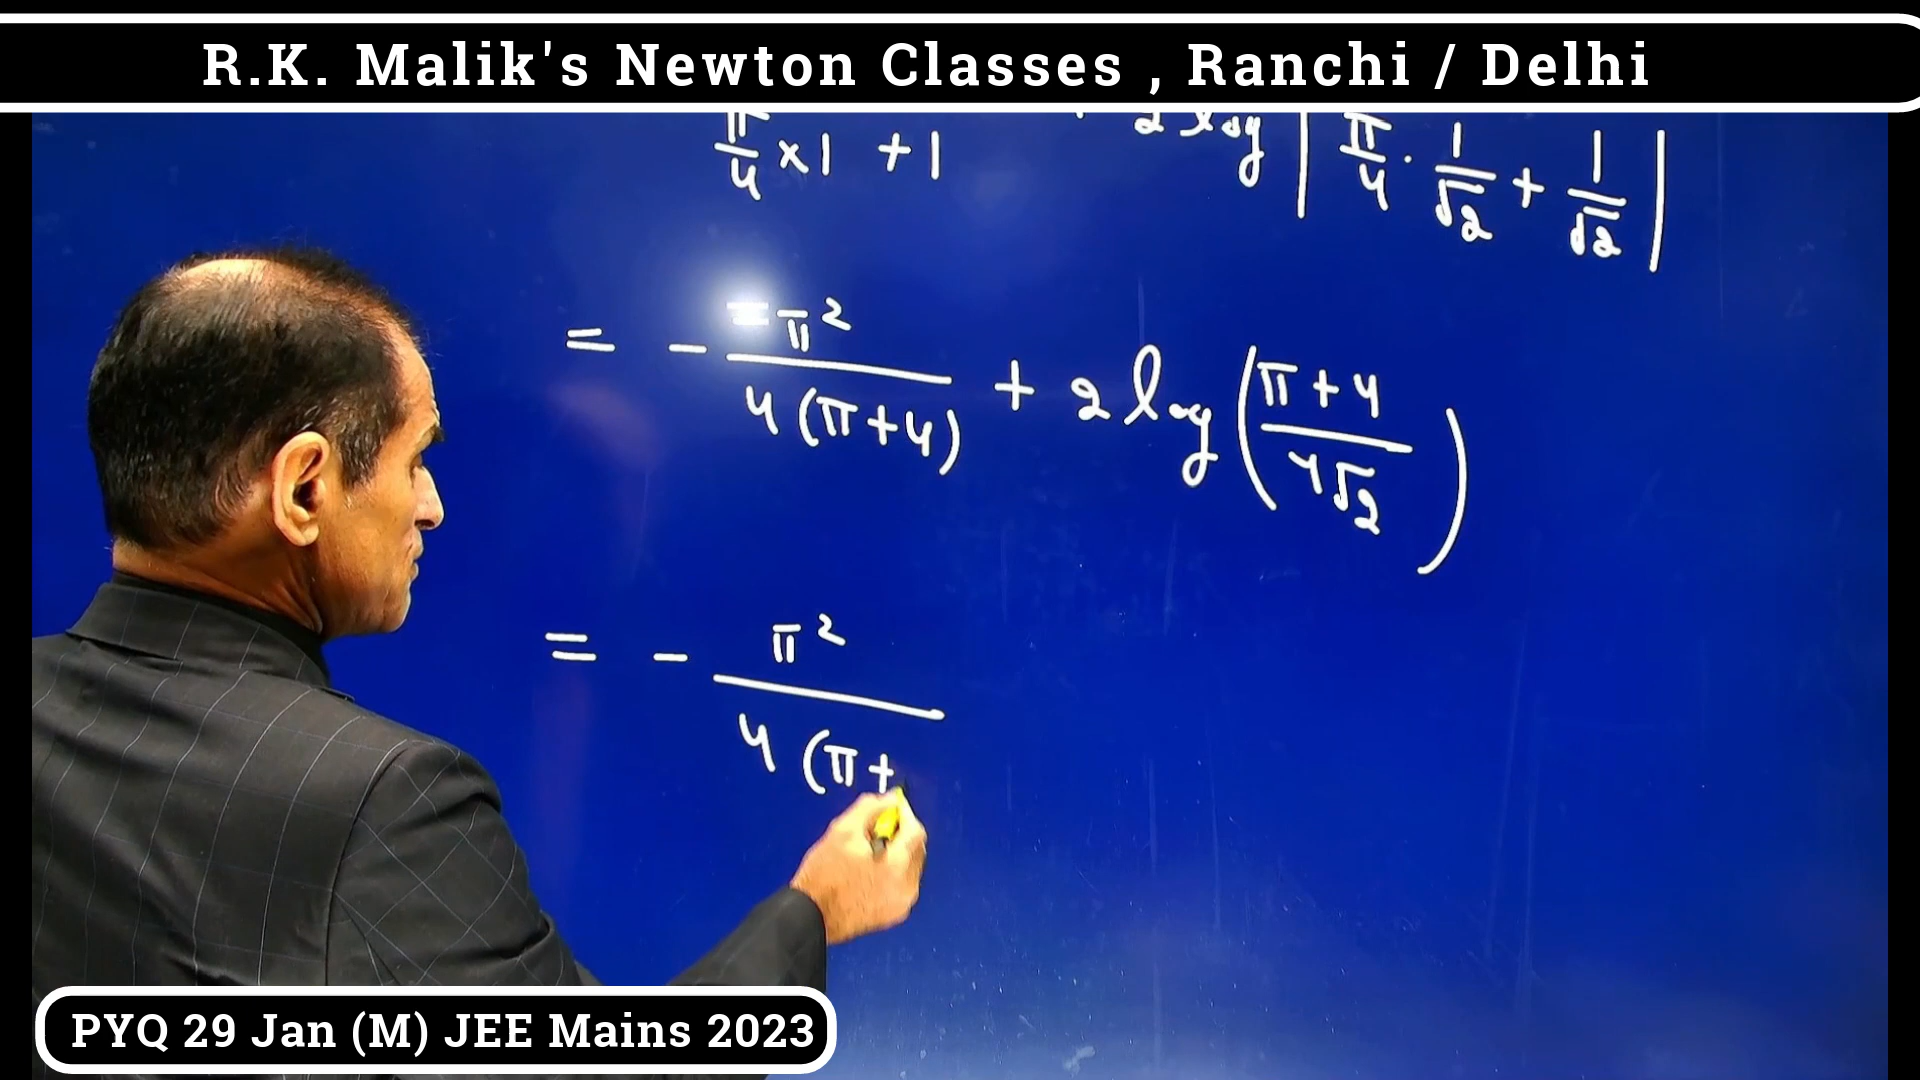 R.K. Malik's Newton Classes , Ranchi / Delhi
π/4 × 1 + 1 + 2 log | π/4 · 1/√2 + 1/√2 |
= - π² / 4 (π+4) + 2 log ( π + 4 / 4√2 )
= - π² / 4 (π +
PYQ 29 Jan (M) JEE Mains 2023